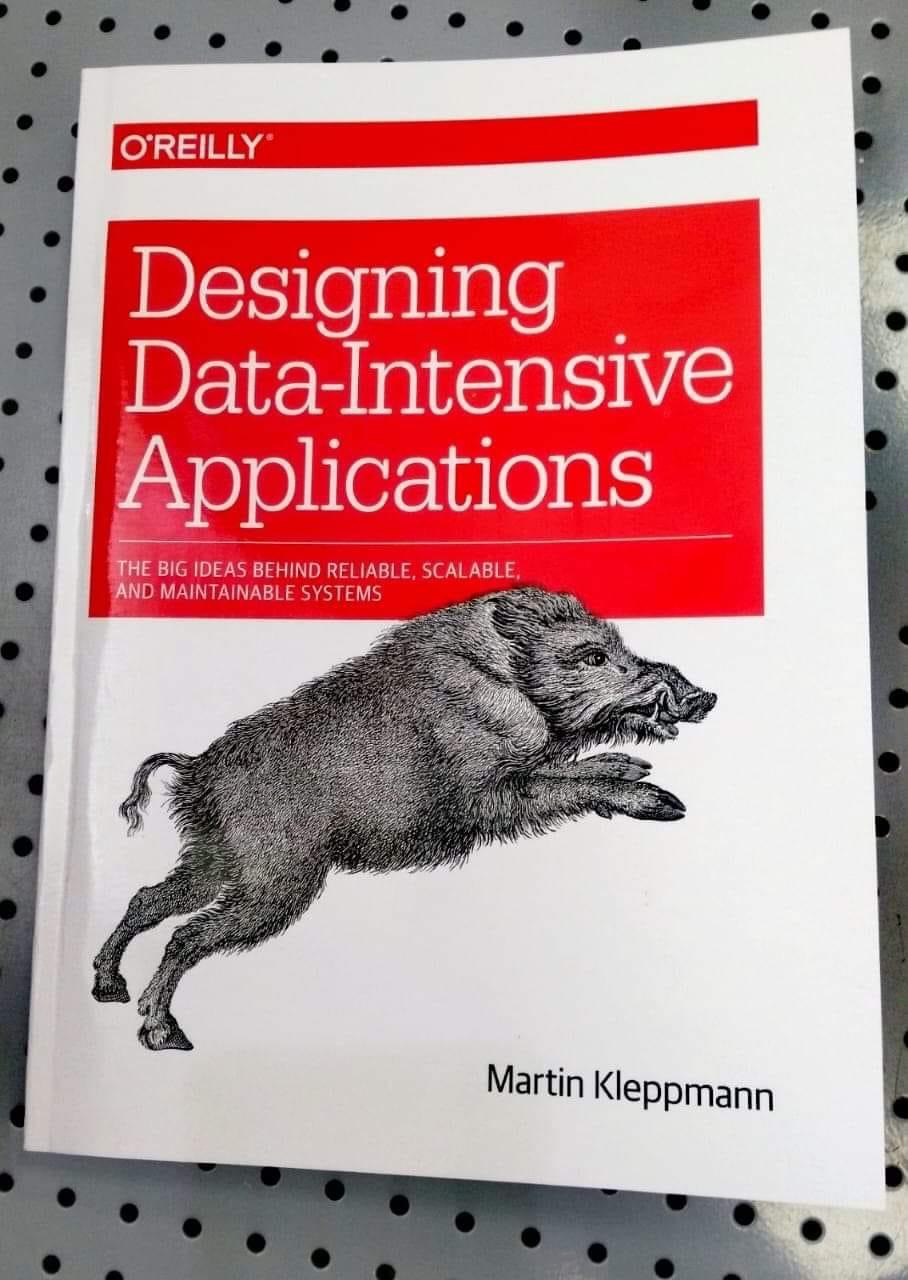 O'REILLY®
Designing
Data-Intensive
Applications
THE BIG IDEAS BEHIND RELIABLE, SCALABLE,
AND MAINTAINABLE SYSTEMS
Martin Kleppmann